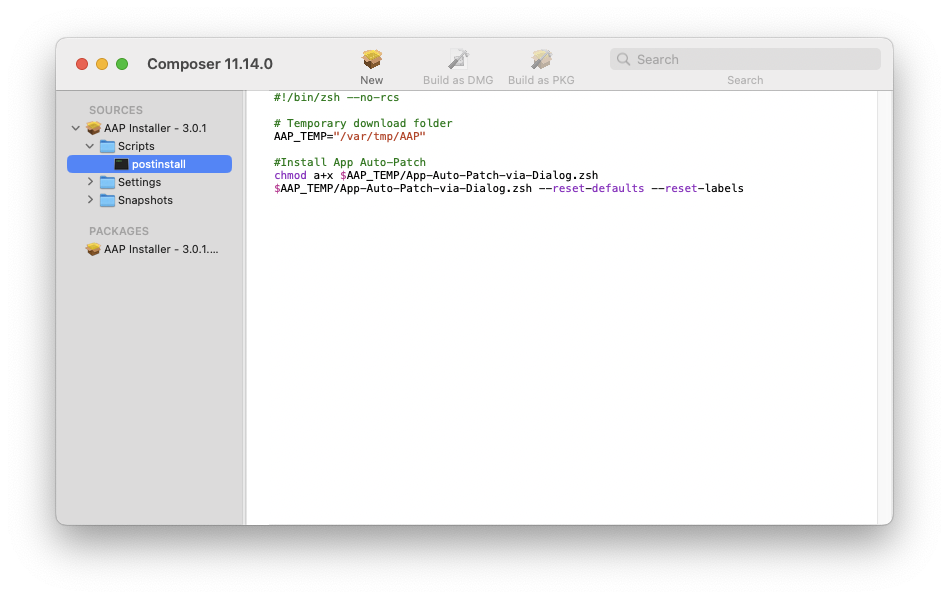 Composer 11.14.0
New
Build as DMG
Build as PKG
Search
Search
SOURCES
AAP Installer - 3.0.1
Scripts
postinstall
Settings
Snapshots
PACKAGES
AAP Installer - 3.0.1....
#!/bin/zsh --no-rcs
# Temporary download folder
AAP_TEMP="/var/tmp/AAP"
#Install App Auto-Patch
chmod a+x $AAP_TEMP/App-Auto-Patch-via-Dialog.zsh
$AAP_TEMP/App-Auto-Patch-via-Dialog.zsh --reset-defaults --reset-labels